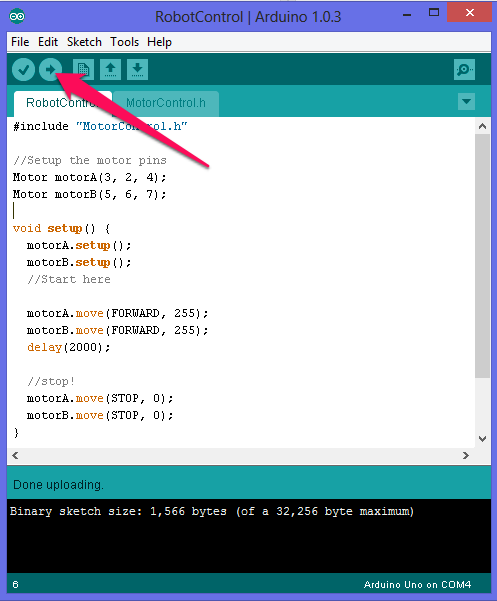 RobotControl | Arduino 1.0.3
File Edit Sketch Tools Help
MotorControl.h
#include "MotorControl.h"
//Setup the motor pins
Motor motorA(3, 2, 4);
Motor motorB(5, 6, 7);
void setup() {
motorA.setup();
motorB.setup();
//Start here
motorA.move(FORWARD, 255);
motorB.move(FORWARD, 255);
delay(2000);
//stop!
motorA.move(STOP, 0);
motorB.move(STOP, 0);
}
Done uploading.
Binary sketch size: 1,566 bytes (of a 32,256 byte maximum)
6 Arduino Uno on COM4